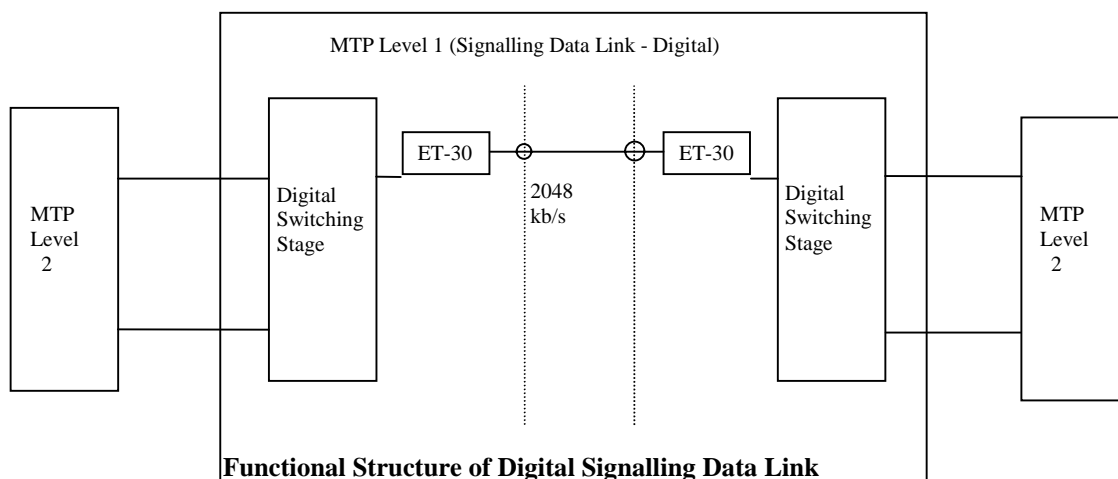 MTP Level 1 (Signalling Data Link - Digital)
ET-30
ET-30
2048
kb/s
Digital
Switching
Stage
Digital
Switching
Stage
MTP
Level
2
MTP
Level
2
Functional Structure of Digital Signalling Data Link